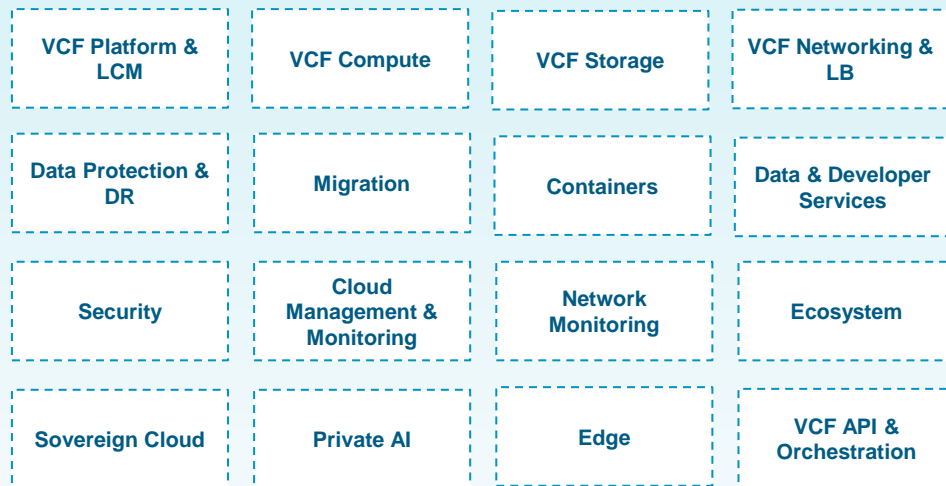 VCF Platform &
LCM
VCF Compute
VCF Storage
VCF Networking &
LB
Data Protection &
DR
Migration
Containers
Data & Developer
Services
Security
Cloud
Management &
Monitoring
Network
Monitoring
Ecosystem
Sovereign Cloud
Private AI
Edge
VCF API &
Orchestration